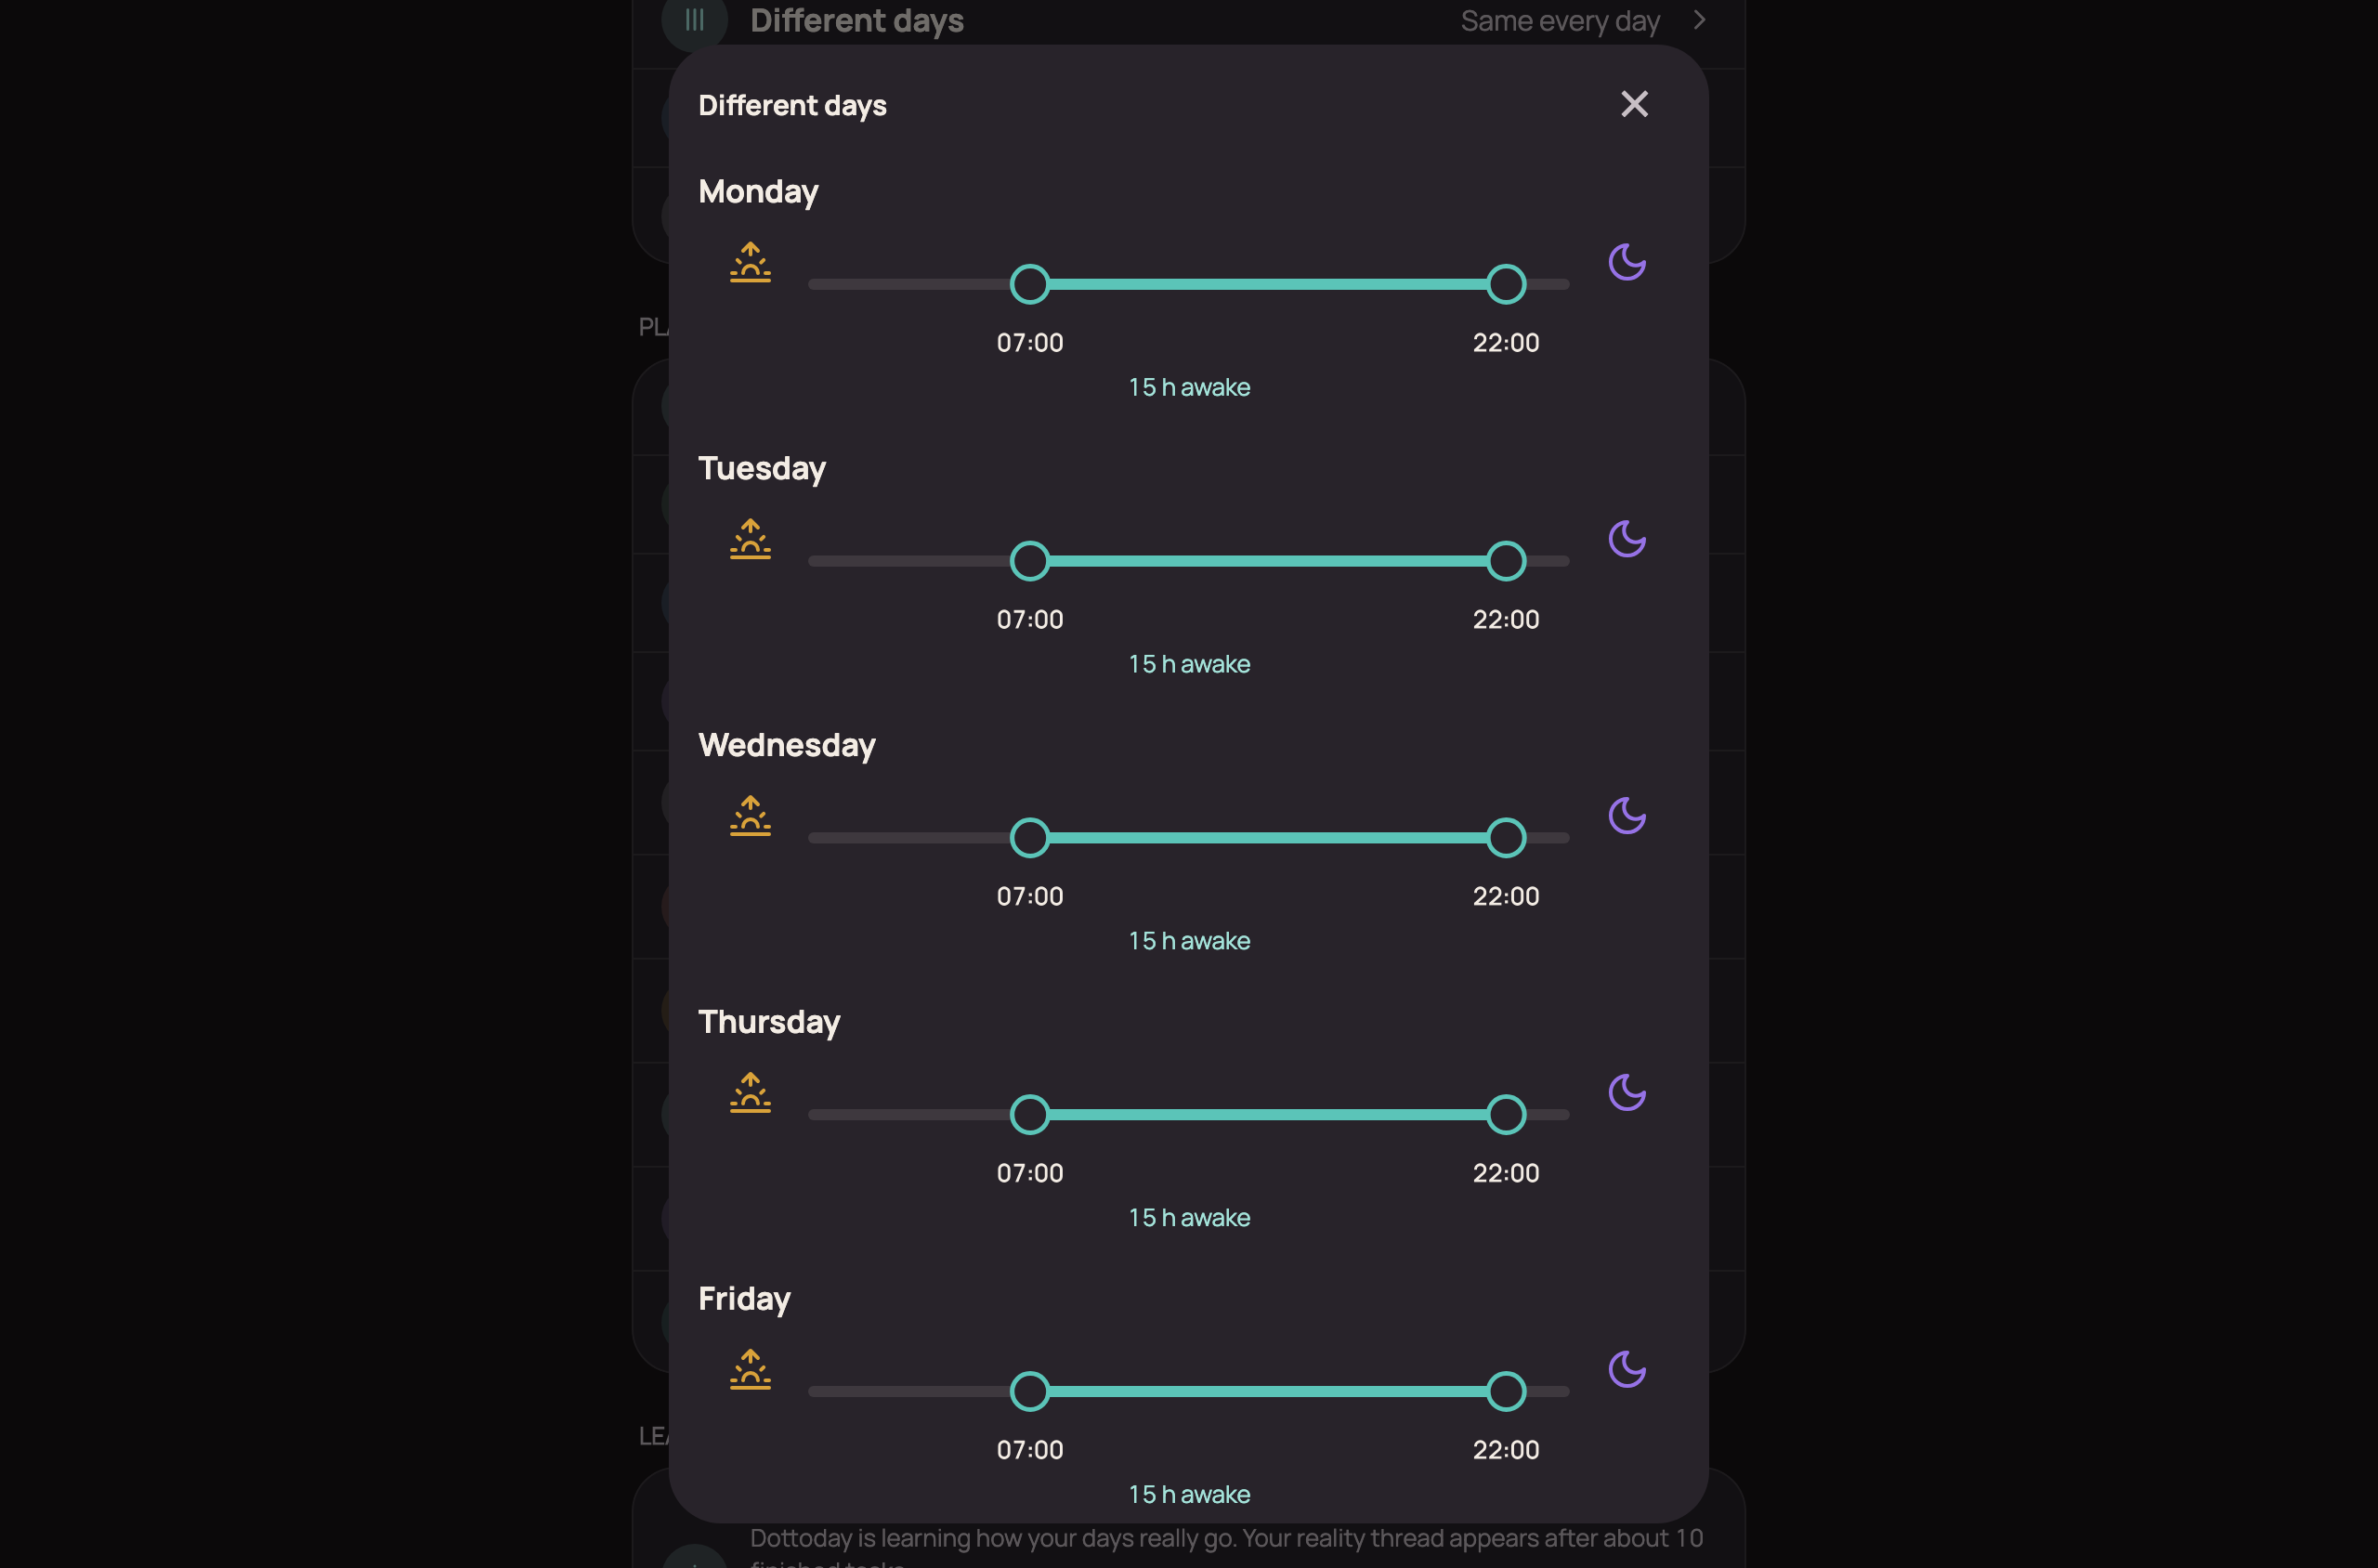 Different days
Same every day
Different days
Monday
07:00
22:00
15 h awake
Tuesday
07:00
22:00
15 h awake
Wednesday
07:00
22:00
15 h awake
Thursday
07:00
22:00
15 h awake
Friday
07:00
22:00
15 h awake
Dottoday is learning how your days really go. Your reality thread appears after about 10